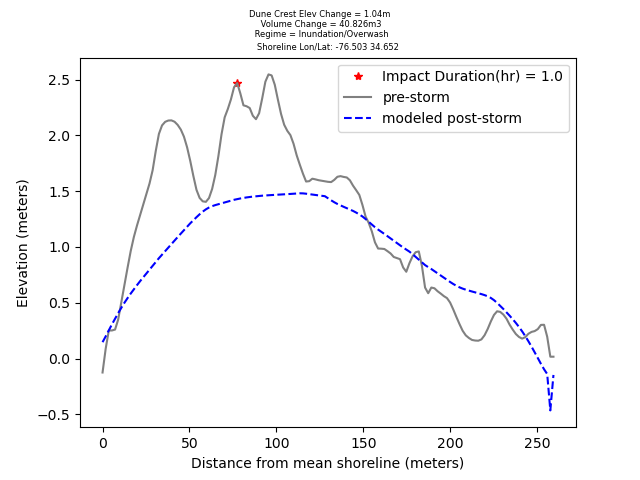 Dune Crest Elev Change = 1.04m
Volume Change = 40.826m3
Regime = Inundation/Overwash
Shoreline Lon/Lat: -76.503 34.652
Impact Duration(hr) = 1.0
pre-storm
modeled post-storm
Elevation (meters)
2.5
2.0
1.5
1.0
0.5
0.0
−0.5
0 50 100 150 200 250
Distance from mean shoreline (meters)